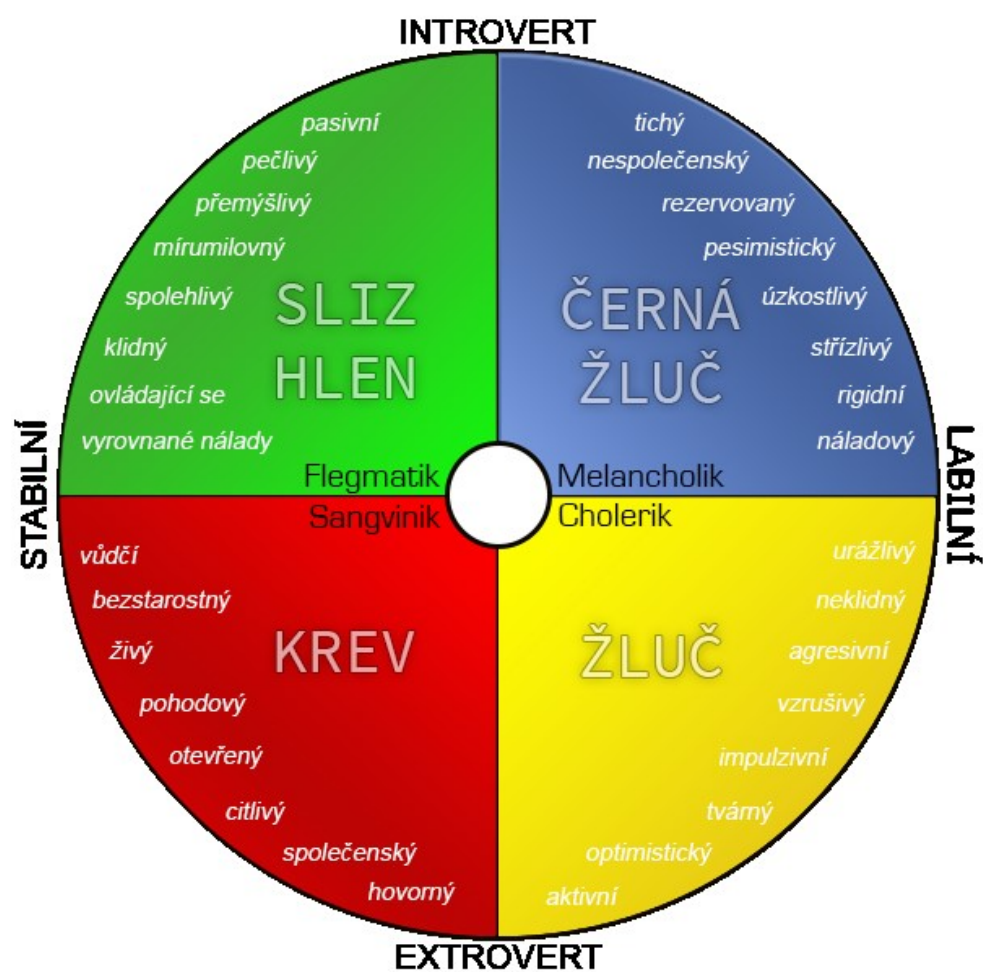 INTROVERT
pasivní
pečlivý
přemýšlivý
mírumilovný
spolehlivý
klidný
ovládající se
vyrovnané nálady
SLIZ
HLEN
Flegmatik
tichý
nespolečenský
rezervovaný
pesimistický
úzkostlivý
střízlivý
rigidní
náladový
ČERNÁ
ŽLUČ
Melancholik
STABILNÍ
LABILNÍ
Sangvinik
vůdčí
bezstarostný
živý
pohodový
otevřený
citlivý
společenský
hovorný
KREV
Cholerik
urážlivý
neklidný
agresivní
vzrušivý
impulzivní
tvárný
optimistický
aktivní
ŽLUČ
EXTROVERT